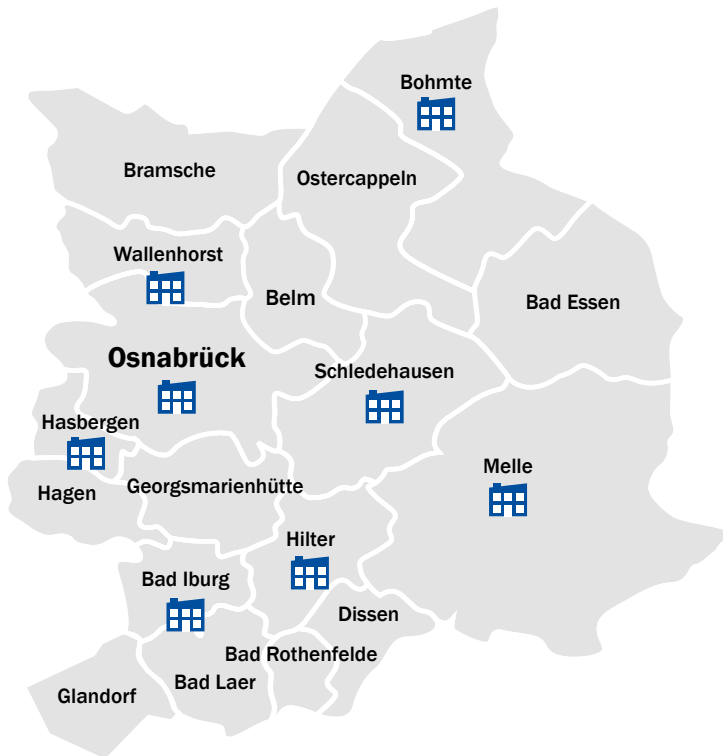 Bohmte
Bramsche
Ostercappeln
Wallenhorst
Belm
Bad Essen
Osnabrück
Schledehausen
Hasbergen
Melle
Hagen
Georgsmarienhütte
Hilter
Bad Iburg
Dissen
Bad Rothenfelde
Bad Laer
Glandorf